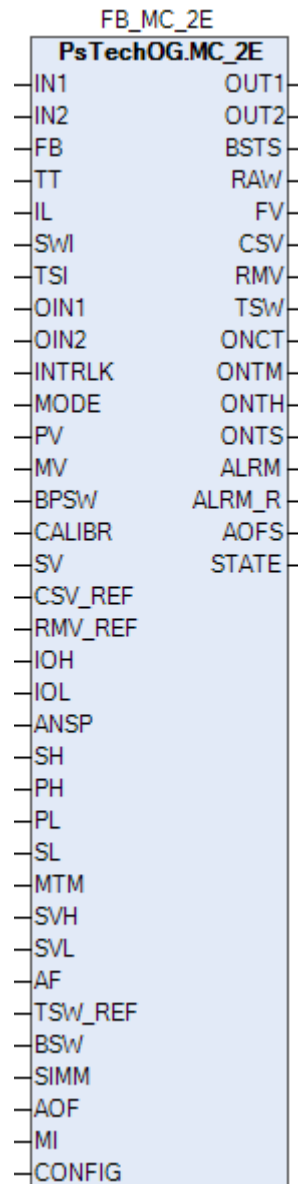 FB_MC_2E
PsTechOG.MC_2E
IN1 OUT1
IN2 OUT2
FB BSTS
TT RAW
IL FV
SWI CSV
TSI RMV
OIN1 TSW
OIN2 ONCT
INTRLK ONTM
MODE ONTH
PV ONTS
MV ALRM
BPSW ALRM_R
CALIBR AOFS
SV STATE
CSV_REF
RMV_REF
IOH
IOL
ANSP
SH
PH
PL
SL
MTM
SVH
SVL
AF
TSW_REF
BSW
SIMM
AOF
MI
CONFIG